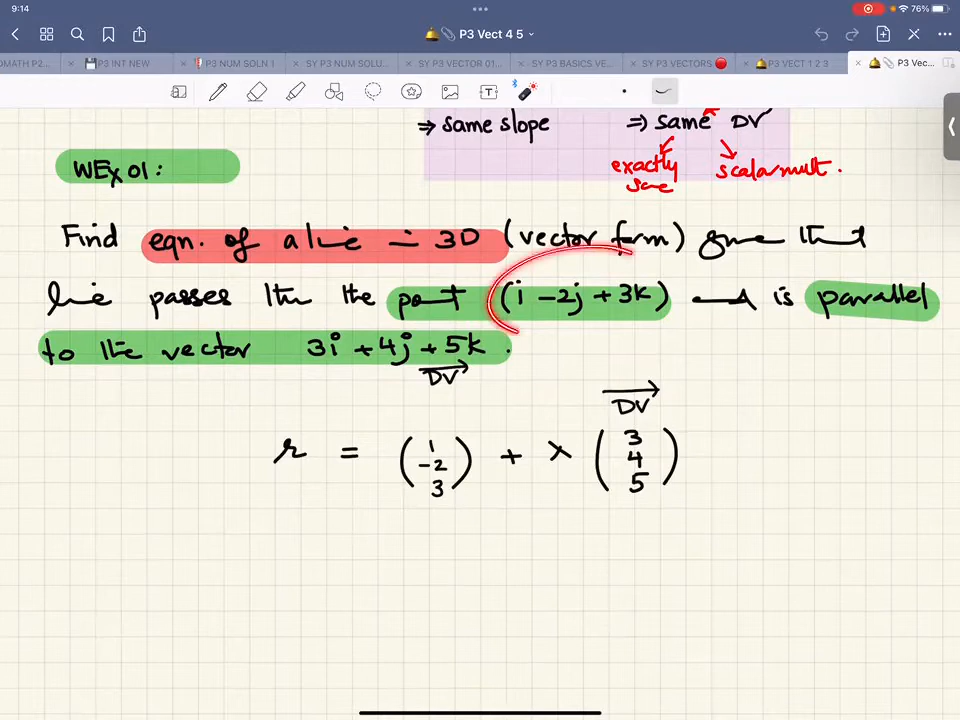 9:14
76%
P3 Vect 4 5
OMATH P2...
P3 INT NEW
P3 NUM SOLN 1
SY P3 NUM SOLU...
SY P3 VECTOR 01...
SY P3 BASICS VE...
SY P3 VECTORS
P3 VECT 1 2 3
P3 Vec...
⇒ same slope ⇒ same DV
exactly same
scalar mult.
WEx 01:
Find eqn. of a line in 3D (vector form) given that
line passes thru the point (i - 2j + 3k) and is parallel
to the vector 3i + 4j + 5k.
DV
DV
r = (1 -2 3) + λ (3 4 5)